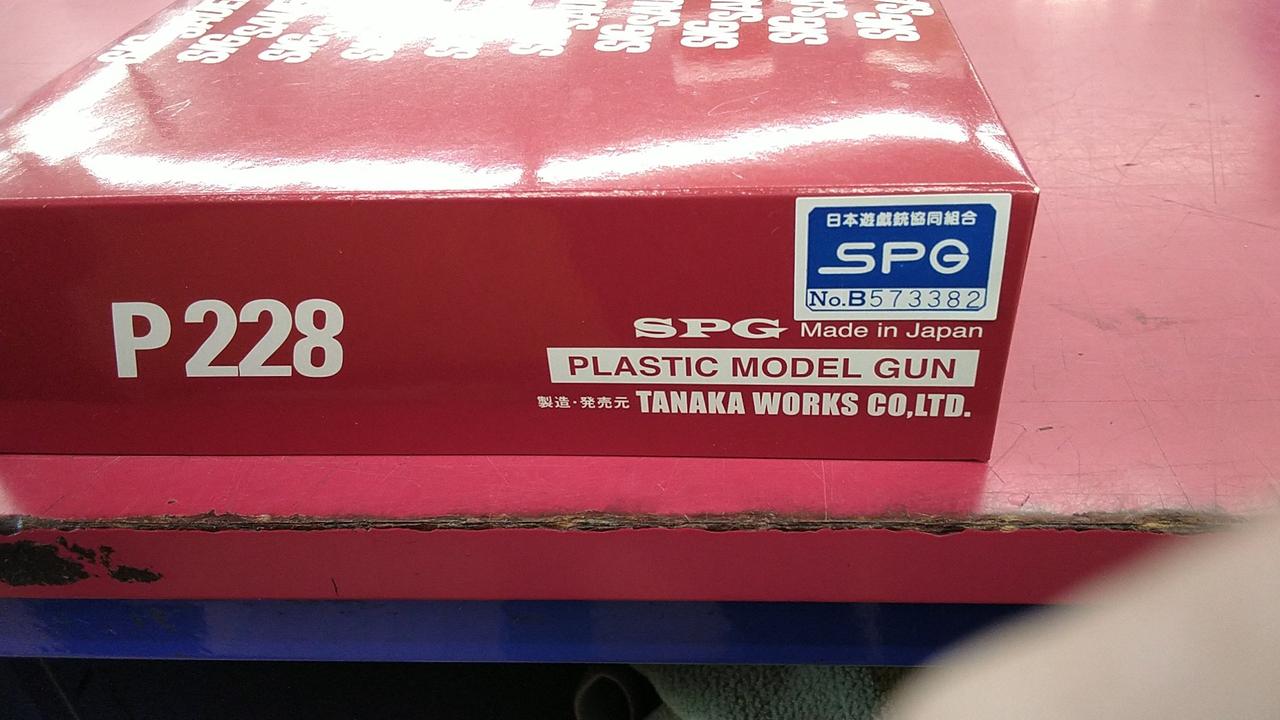 日本遊戯銃協同組合
SPG
No.B573382
P228
SPG Made in Japan
PLASTIC MODEL GUN
製造・発売元 TANAKA WORKS CO,LTD.